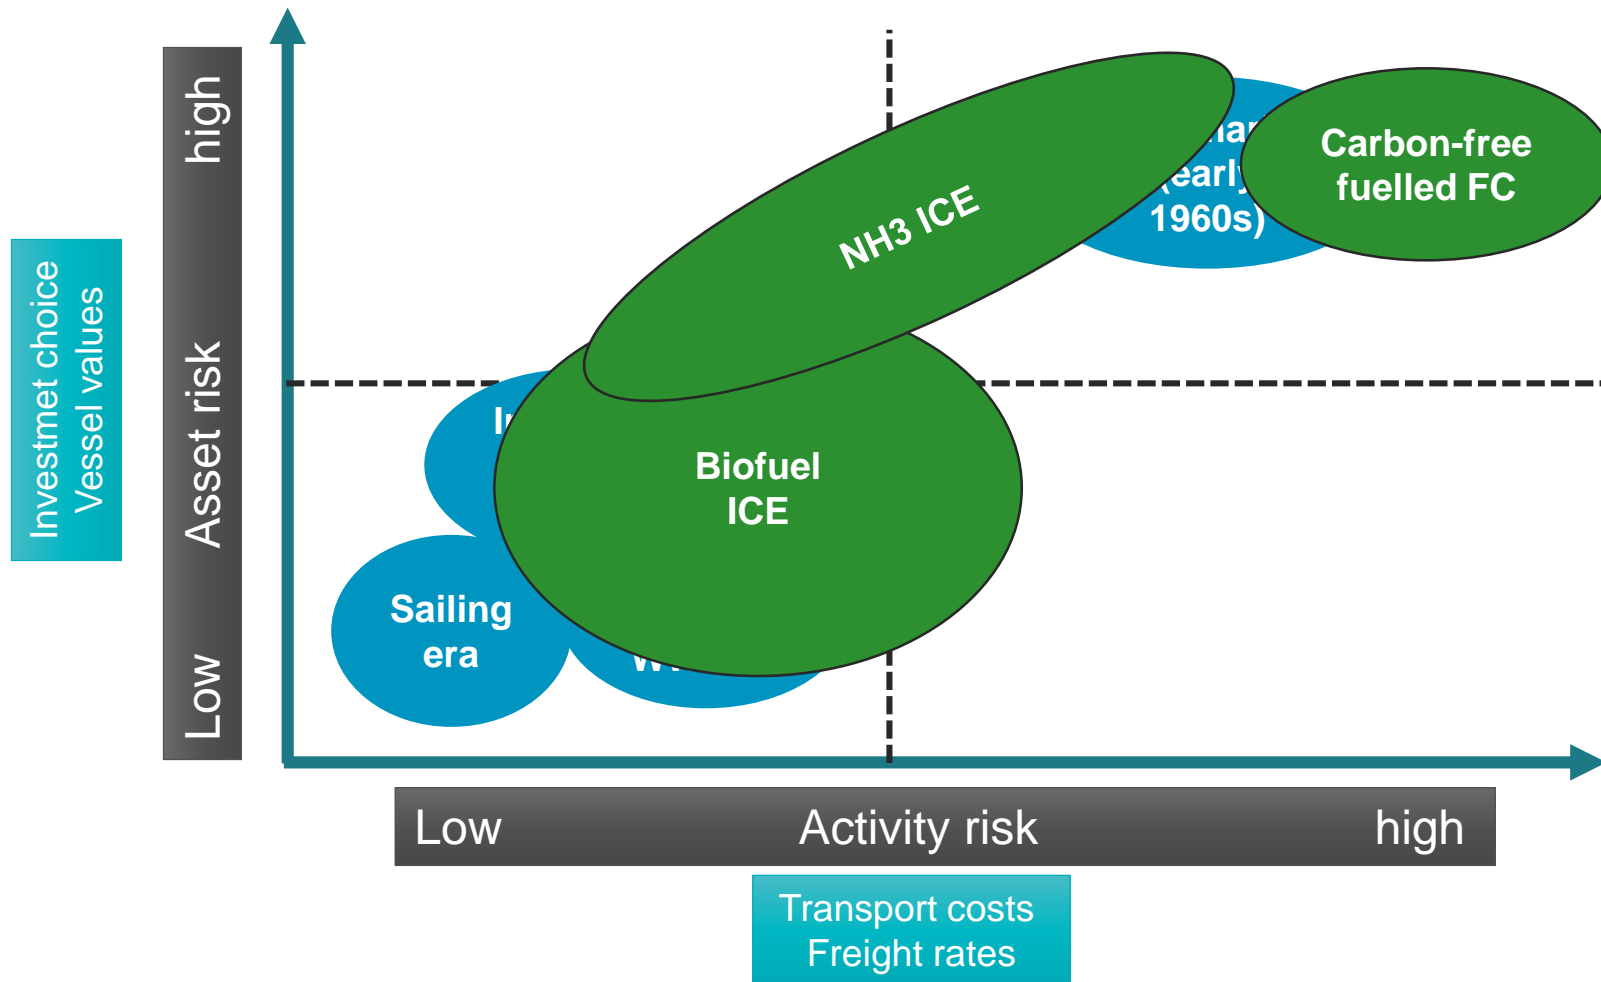 high
Asset risk
Low
Investmet choice
Vessel values
(early
1960s)
Carbon-free
fuelled FC
NH3 ICE
Biofuel
ICE
Sailing
era
Low Activity risk high
Transport costs
Freight rates